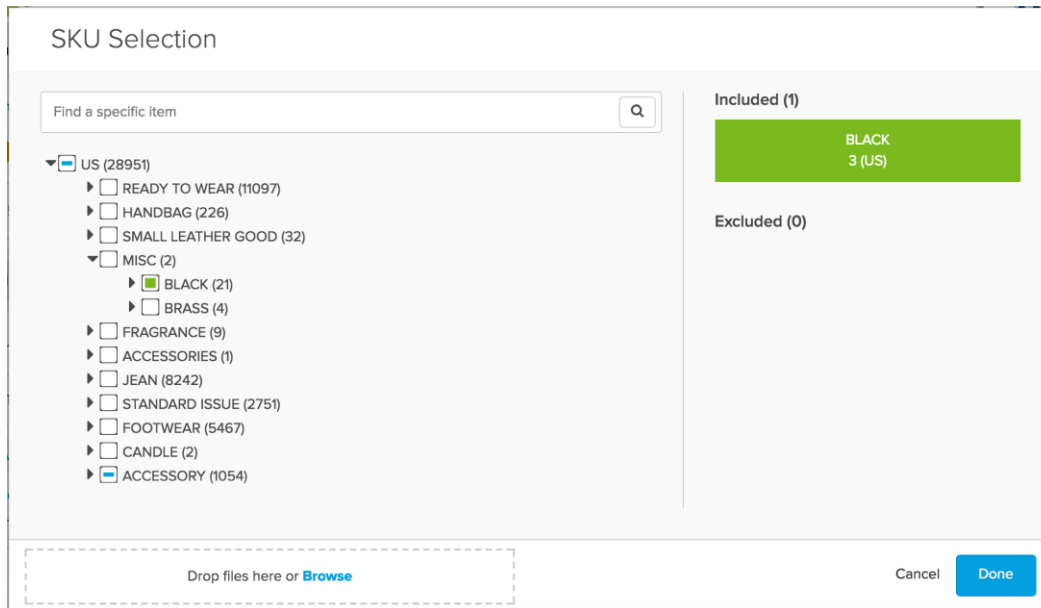 SKU Selection
Find a specific item
US (28951)
READY TO WEAR (11097)
HANDBAG (226)
SMALL LEATHER GOOD (32)
MISC (2)
BLACK (21)
BRASS (4)
FRAGRANCE (9)
ACCESSORIES (1)
JEAN (8242)
STANDARD ISSUE (2751)
FOOTWEAR (5467)
CANDLE (2)
ACCESSORY (1054)
Included (1)
BLACK
3 (US)
Excluded (0)
Drop files here or Browse
Cancel
Done